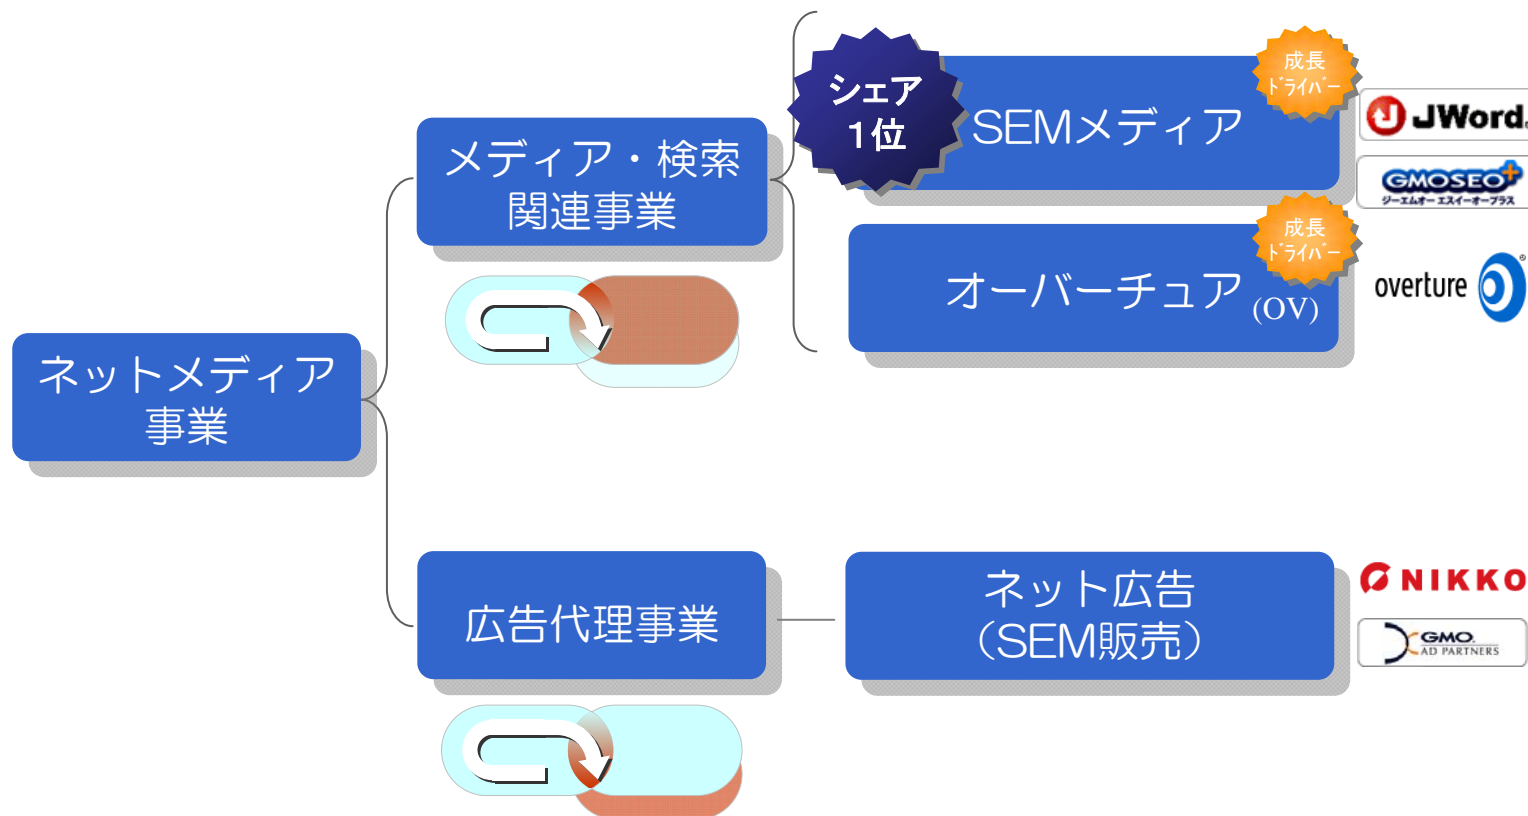 ネットメディア
事業
メディア・検索
関連事業
シェア
1位
SEMメディア
成長
ドライバー
JWord
GMOSEO+
ジーエムオー エスイーオープラス
オーバーチュア (OV)
成長
ドライバー
overture
広告代理事業
ネット広告
(SEM販売)
NIKKO
GMO
AD PARTNERS